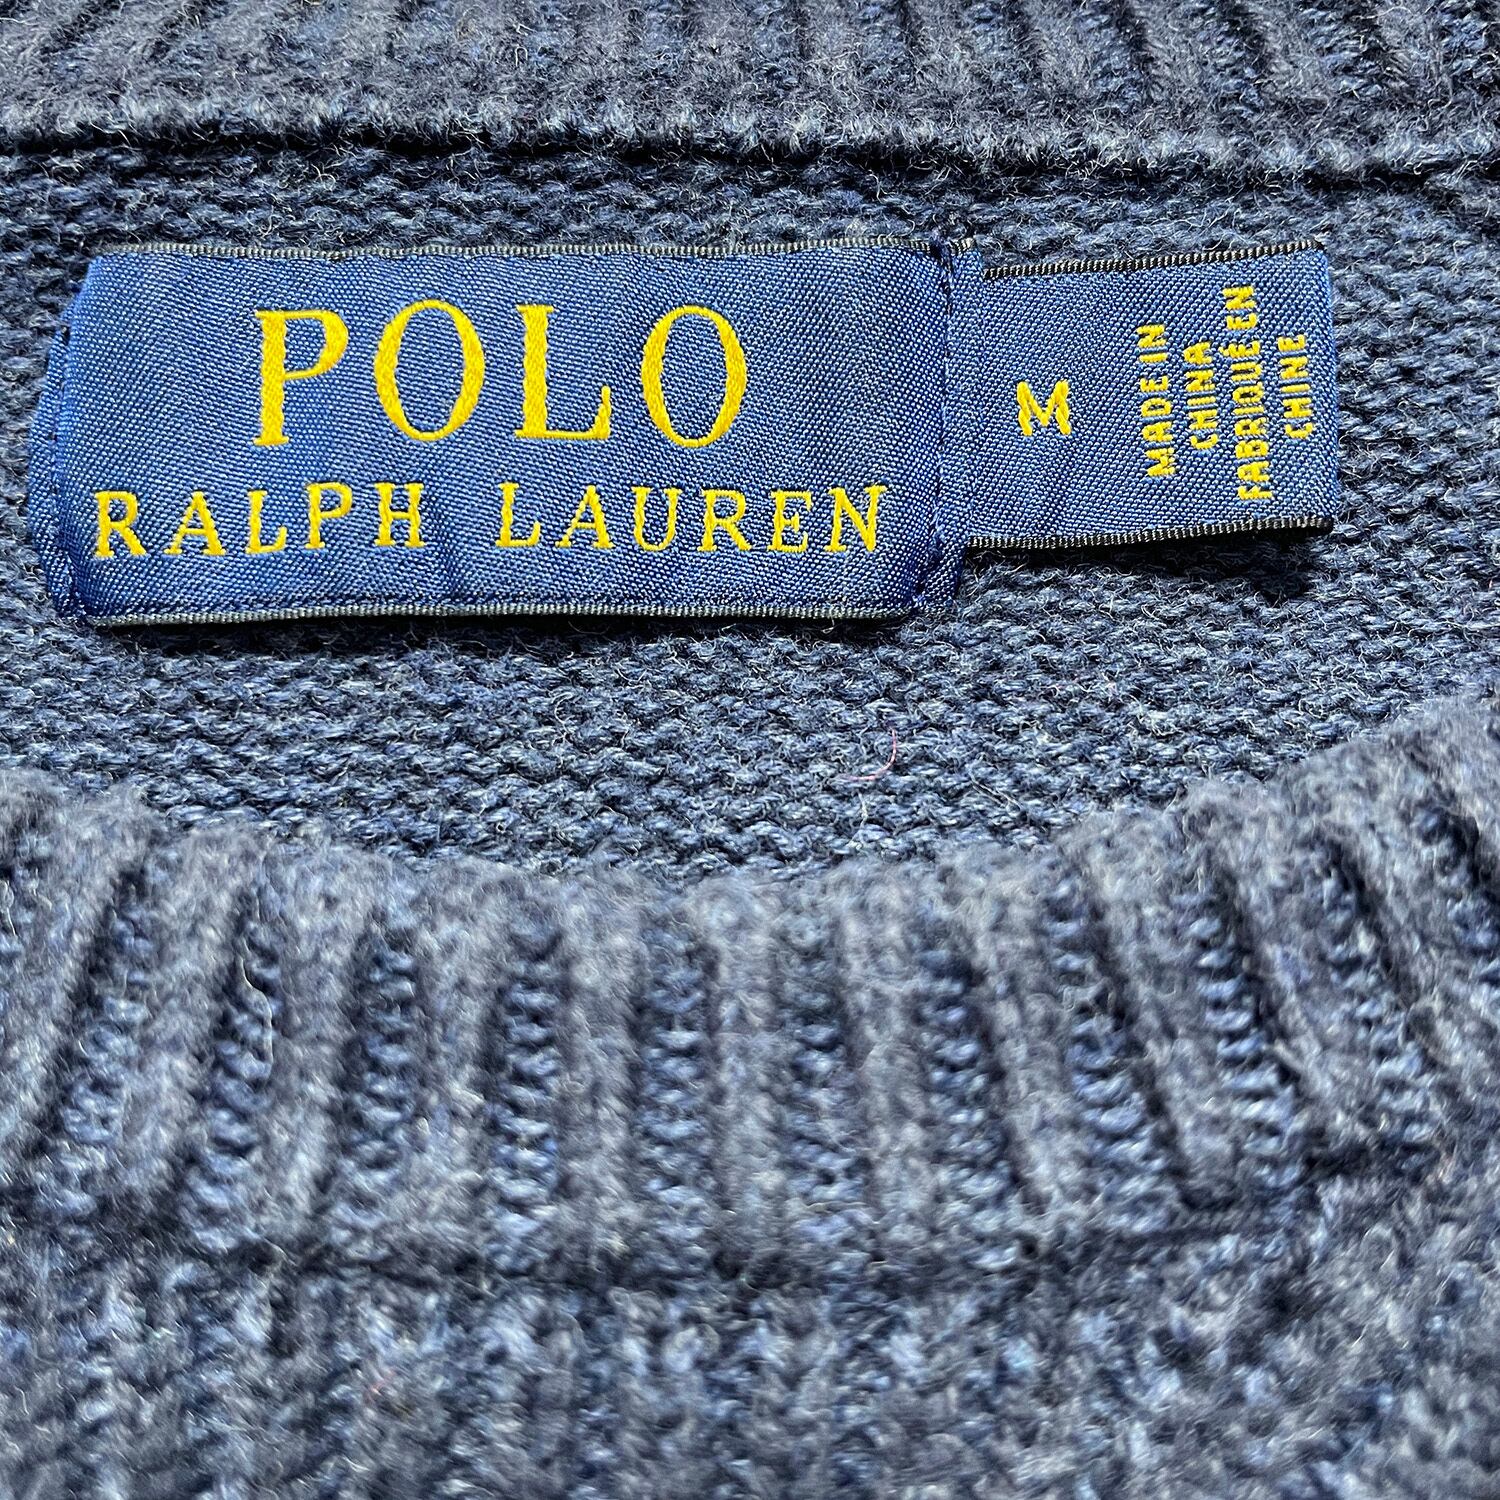 POLO
RALPH LAUREN
M
MADE IN
CHINA
FABRIQUÉ EN
CHINE